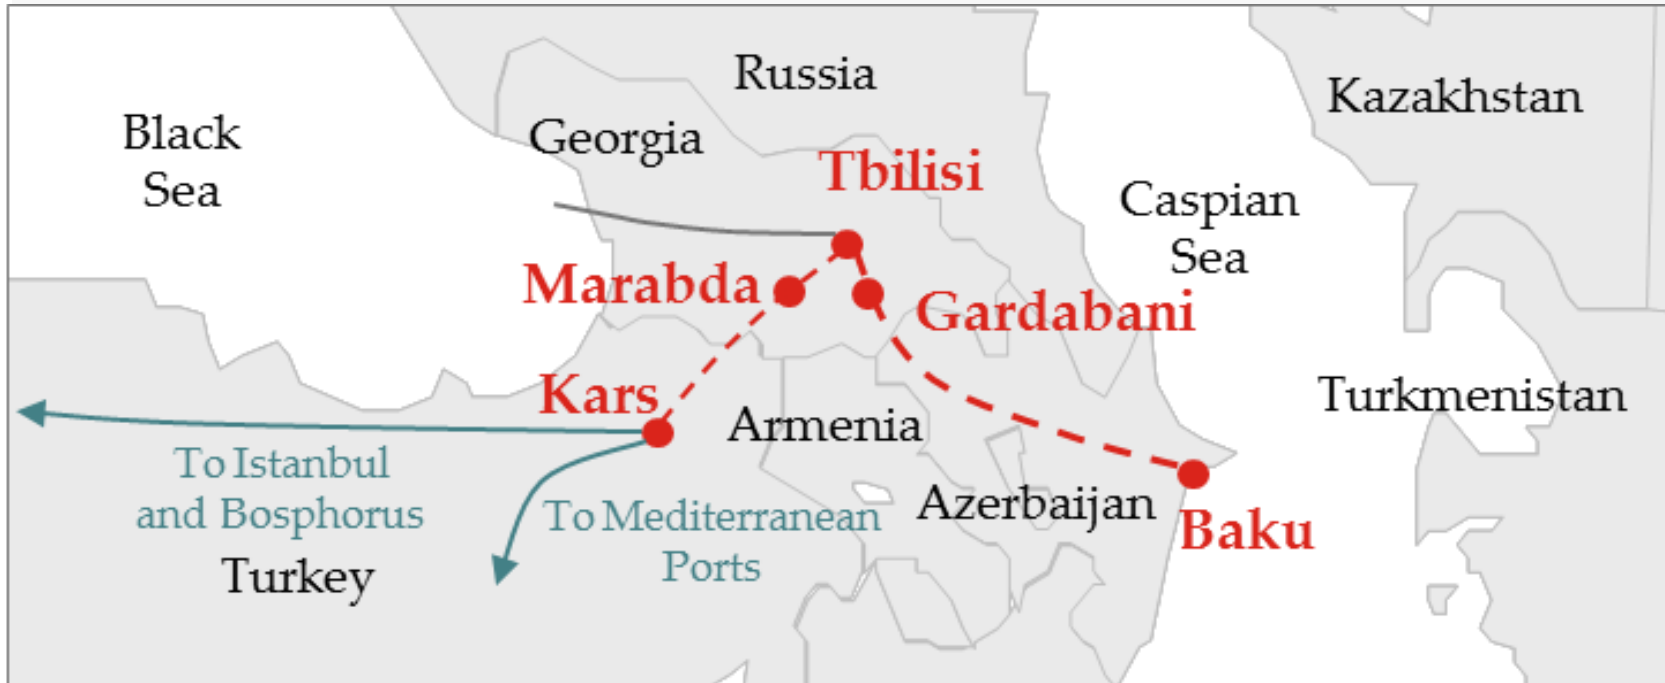 Russia
Kazakhstan
Black
Sea
Georgia
Tbilisi
Caspian
Sea
Marabda
Gardabani
Kars
Armenia
Turkmenistan
To Istanbul
and Bosphorus
Turkey
To Mediterranean
Ports
Azerbaijan
Baku